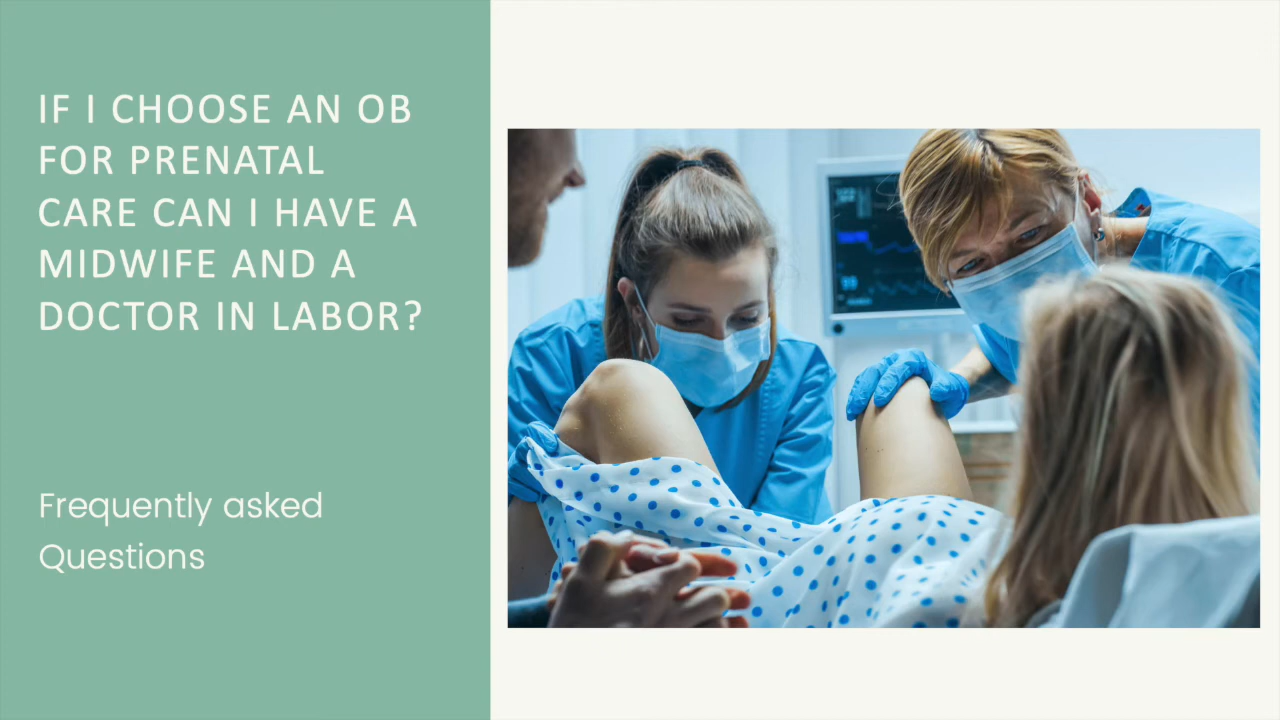 IF I CHOOSE AN OB
FOR PRENATAL
CARE CAN I HAVE A
MIDWIFE AND A
DOCTOR IN LABOR?
Frequently asked
Questions